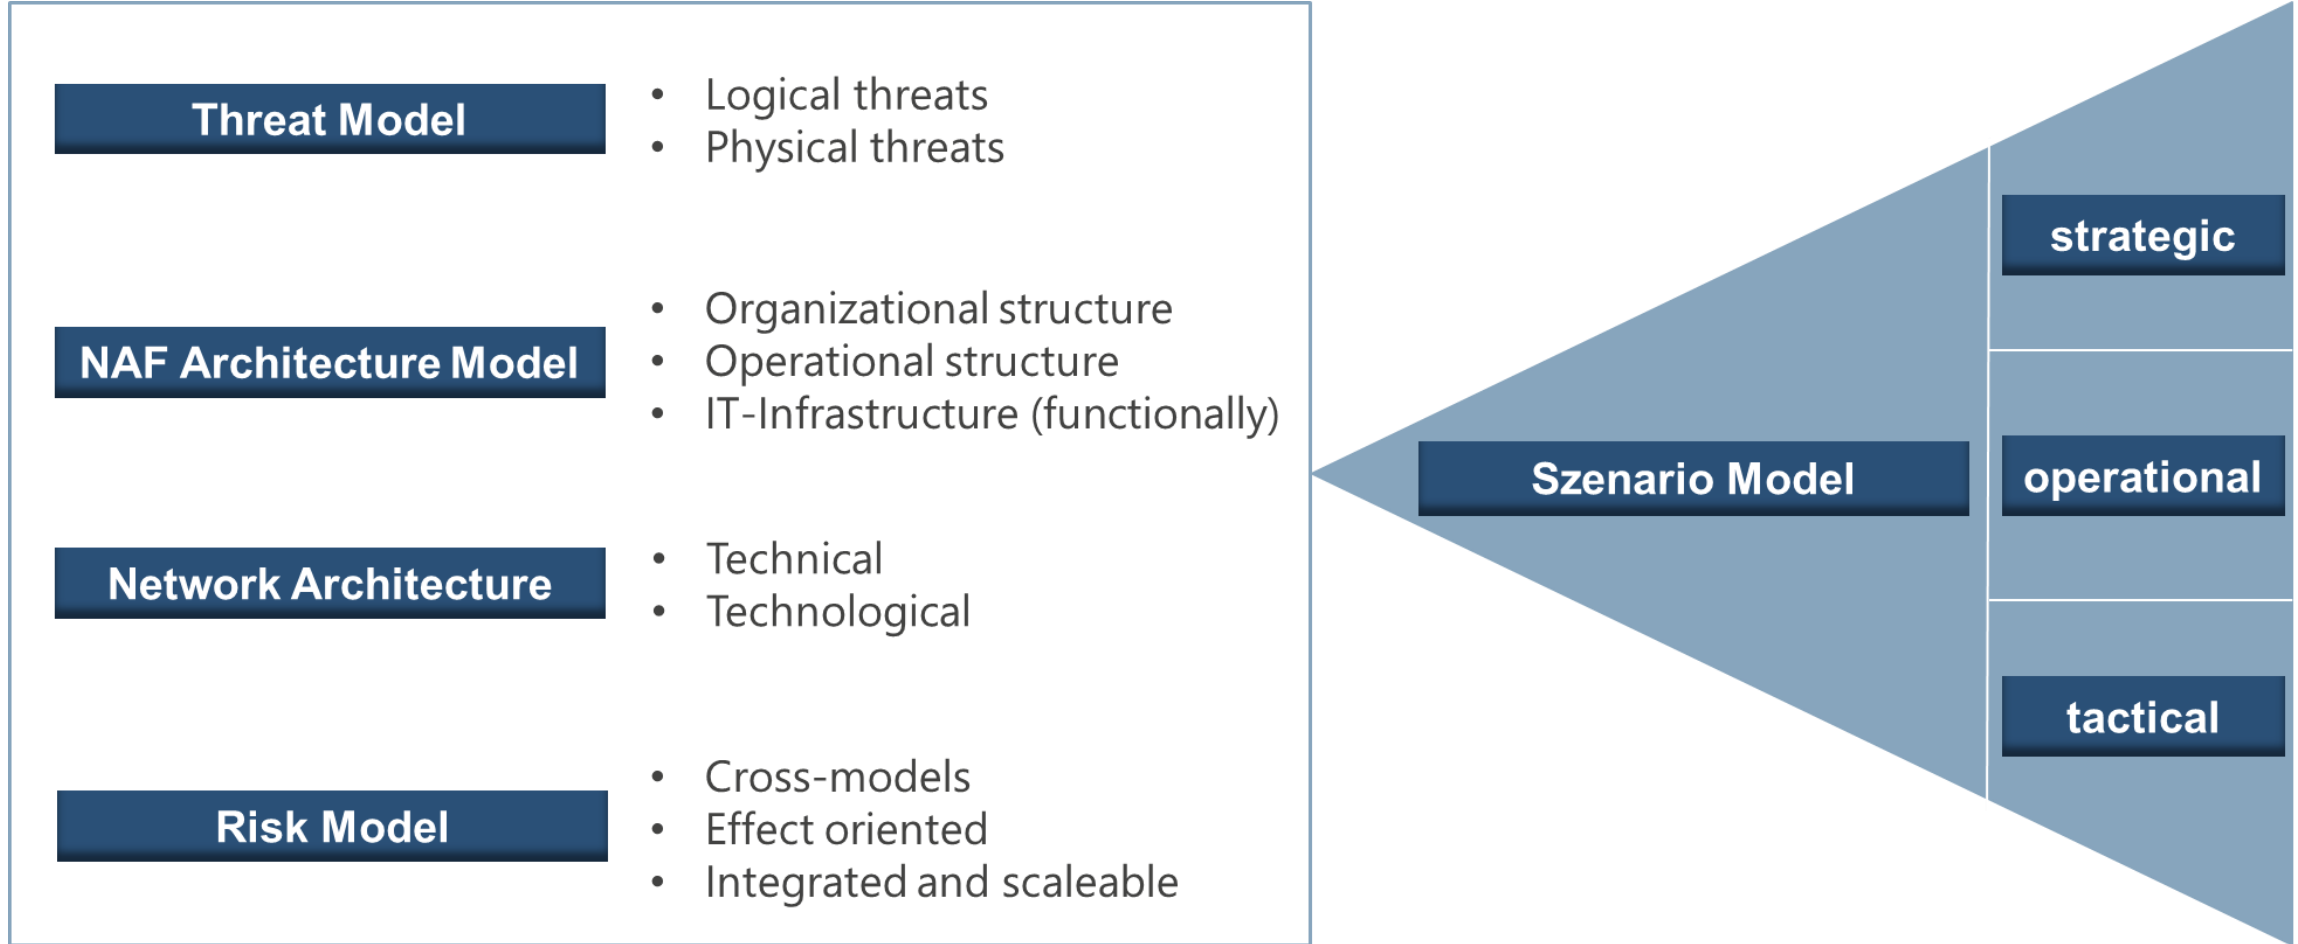 Threat Model
• Logical threats
• Physical threats
NAF Architecture Model
• Organizational structure
• Operational structure
• IT-Infrastructure (functionally)
Network Architecture
• Technical
• Technological
Risk Model
• Cross-models
• Effect oriented
• Integrated and scaleable
Szenario Model
strategic
operational
tactical